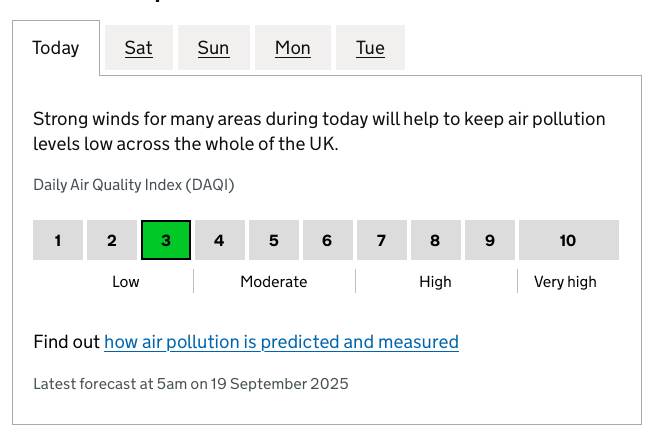 Today
Sat
Sun
Mon
Tue
Strong winds for many areas during today will help to keep air pollution
levels low across the whole of the UK.
Daily Air Quality Index (DAQI)
1 2 3 4 5 6 7 8 9 10
Low Moderate High Very high
Find out how air pollution is predicted and measured
Latest forecast at 5am on 19 September 2025